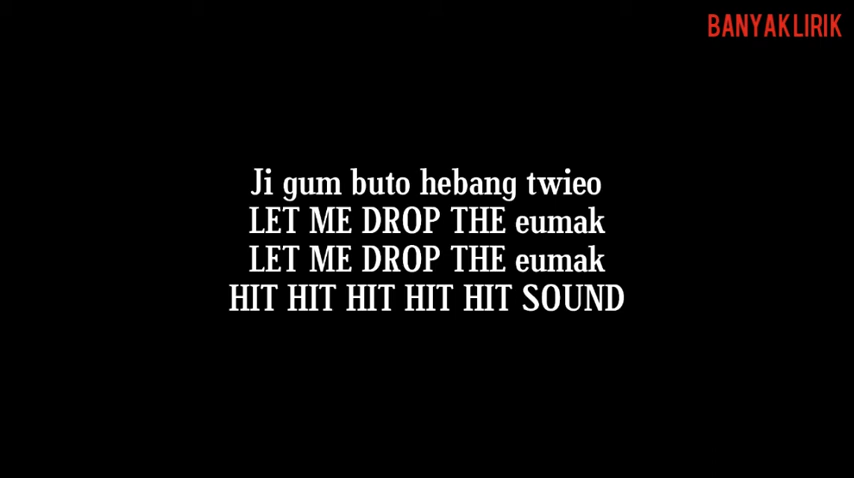 BANYAKLIRIK
Ji gum buto hebang twieo
LET ME DROP THE eumak
LET ME DROP THE eumak
HIT HIT HIT HIT HIT SOUND